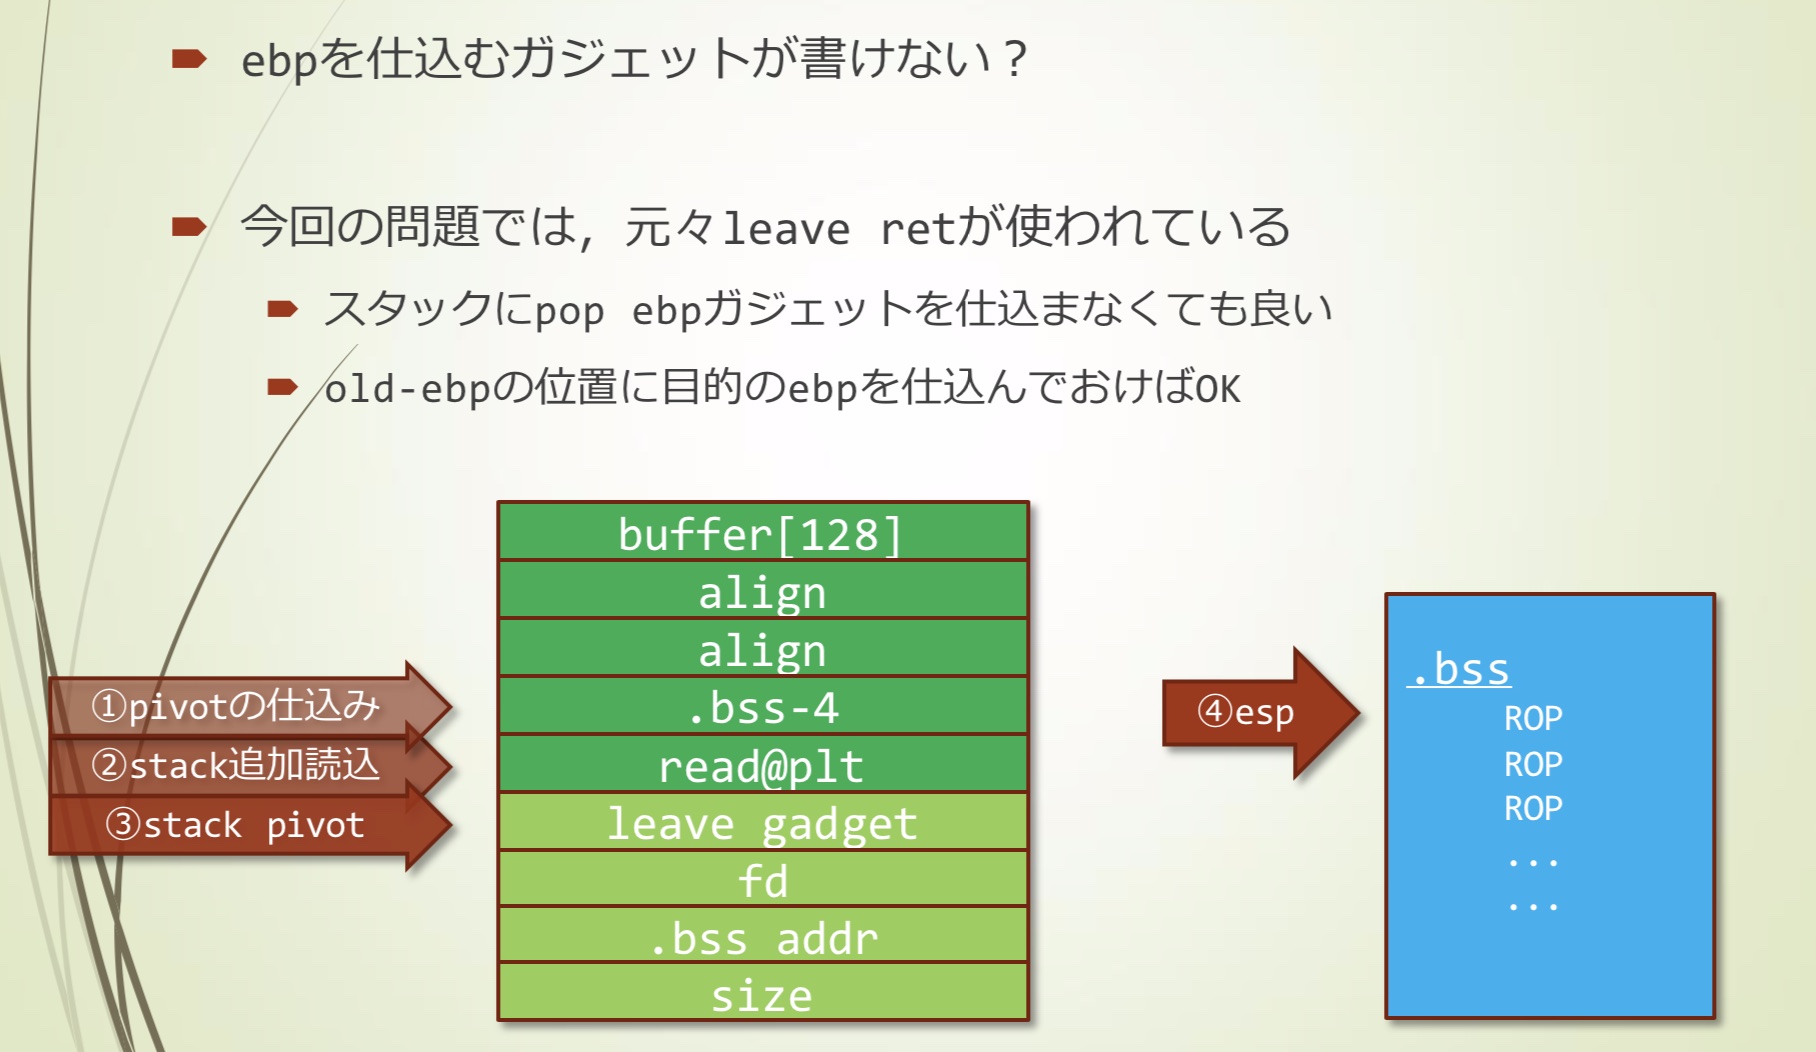 ebpを仕込むガジェットが書けない？
今回の問題では，元々leave retが使われている
スタックにpop ebpガジェットを仕込まなくても良い
old-ebpの位置に目的のebpを仕込んでおけばOK
buffer[128]
align
align
.bss-4
read@plt
leave gadget
fd
.bss addr
size
①pivotの仕込み
②stack追加読込
③stack pivot
④esp
.bss
ROP
ROP
ROP
...
...